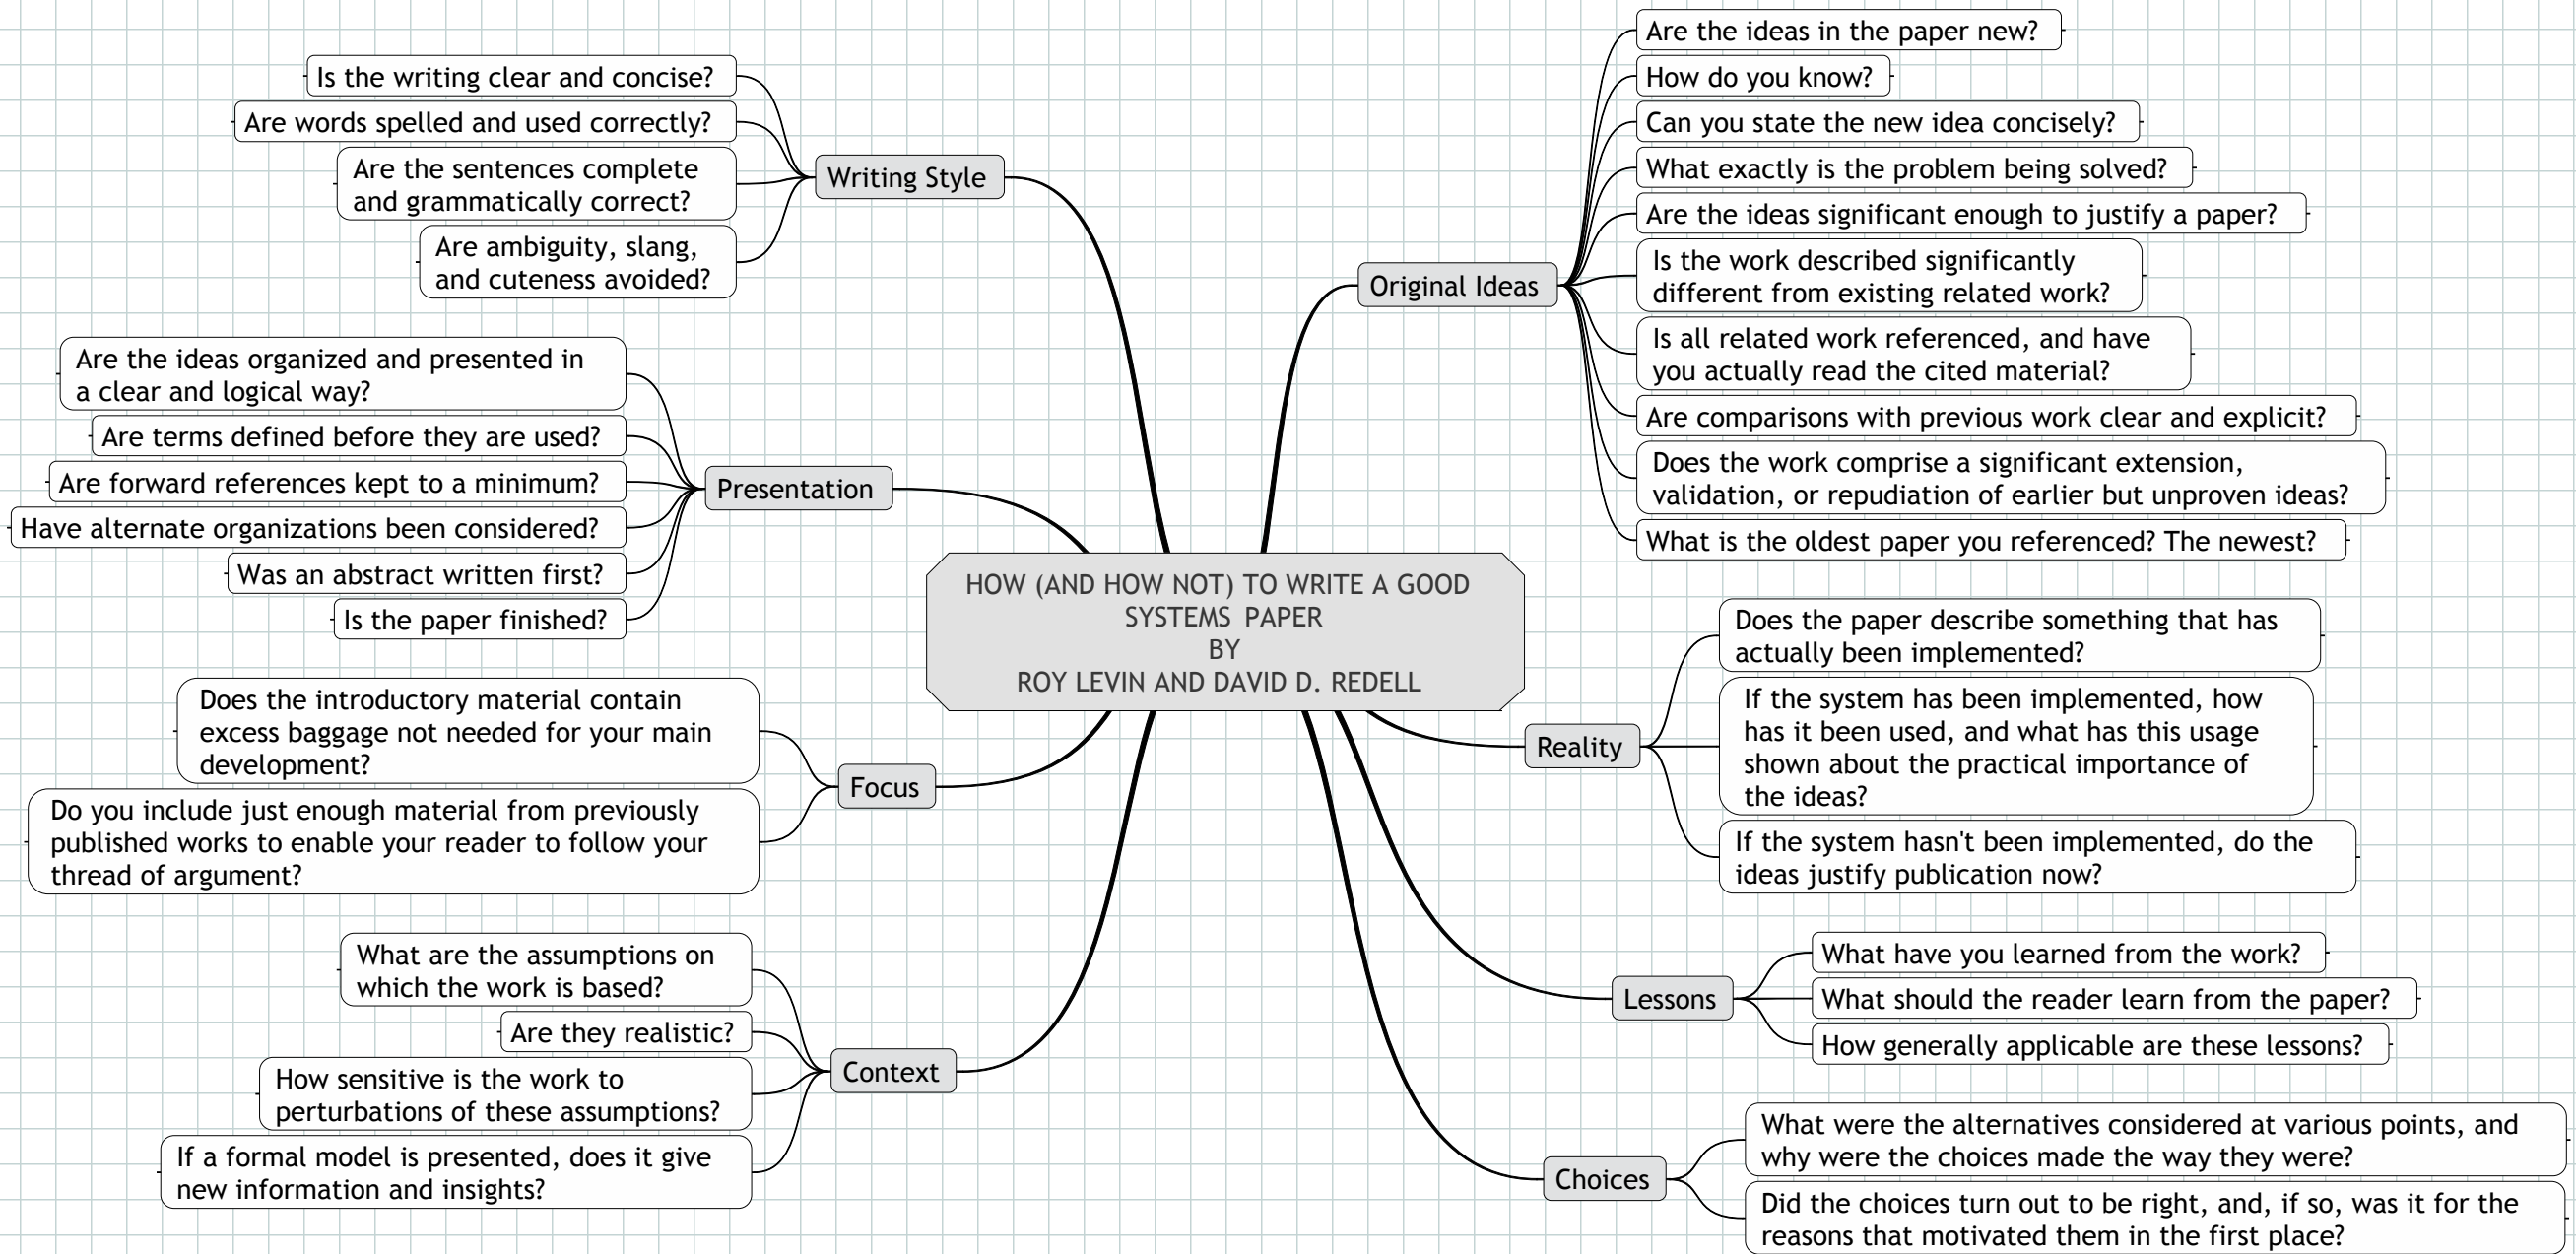 HOW (AND HOW NOT) TO WRITE A GOOD
SYSTEMS PAPER
BY
ROY LEVIN AND DAVID D. REDELL
Original Ideas
Are the ideas in the paper new?
How do you know?
Can you state the new idea concisely?
What exactly is the problem being solved?
Are the ideas significant enough to justify a paper?
Is the work described significantly
different from existing related work?
Is all related work referenced, and have
you actually read the cited material?
Are comparisons with previous work clear and explicit?
Does the work comprise a significant extension,
validation, or repudiation of earlier but unproven ideas?
What is the oldest paper you referenced? The newest?
Reality
Does the paper describe something that has
actually been implemented?
If the system has been implemented, how
has it been used, and what has this usage
shown about the practical importance of
the ideas?
If the system hasn't been implemented, do the
ideas justify publication now?
Lessons
What have you learned from the work?
What should the reader learn from the paper?
How generally applicable are these lessons?
Choices
What were the alternatives considered at various points, and
why were the choices made the way they were?
Did the choices turn out to be right, and, if so, was it for the
reasons that motivated them in the first place?
Context
What are the assumptions on
which the work is based?
Are they realistic?
How sensitive is the work to
perturbations of these assumptions?
If a formal model is presented, does it give
new information and insights?
Focus
Does the introductory material contain
excess baggage not needed for your main
development?
Do you include just enough material from previously
published works to enable your reader to follow your
thread of argument?
Presentation
Are the ideas organized and presented in
a clear and logical way?
Are terms defined before they are used?
Are forward references kept to a minimum?
Have alternate organizations been considered?
Was an abstract written first?
Is the paper finished?
Writing Style
Is the writing clear and concise?
Are words spelled and used correctly?
Are the sentences complete
and grammatically correct?
Are ambiguity, slang,
and cuteness avoided?